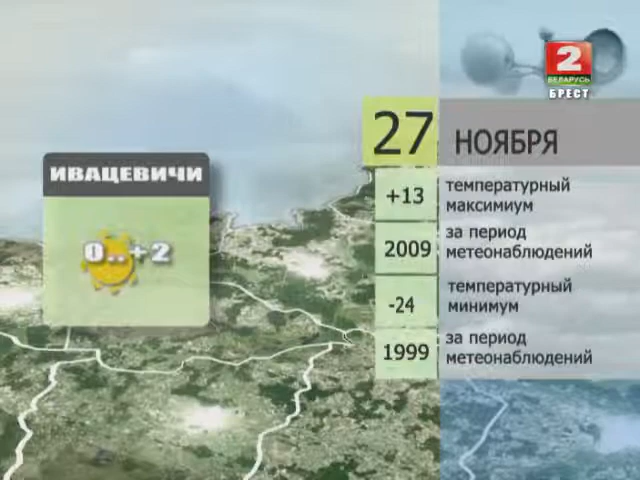 2
БЕЛАРУСЬ
БРЕСТ
27 НОЯБРЯ
ИВАЦЕВИЧИ
0..+2
+13 температурный
максимиум
2009 за период
метеонаблюдений
-24 температурный
минимум
1999 за период
метеонаблюдений